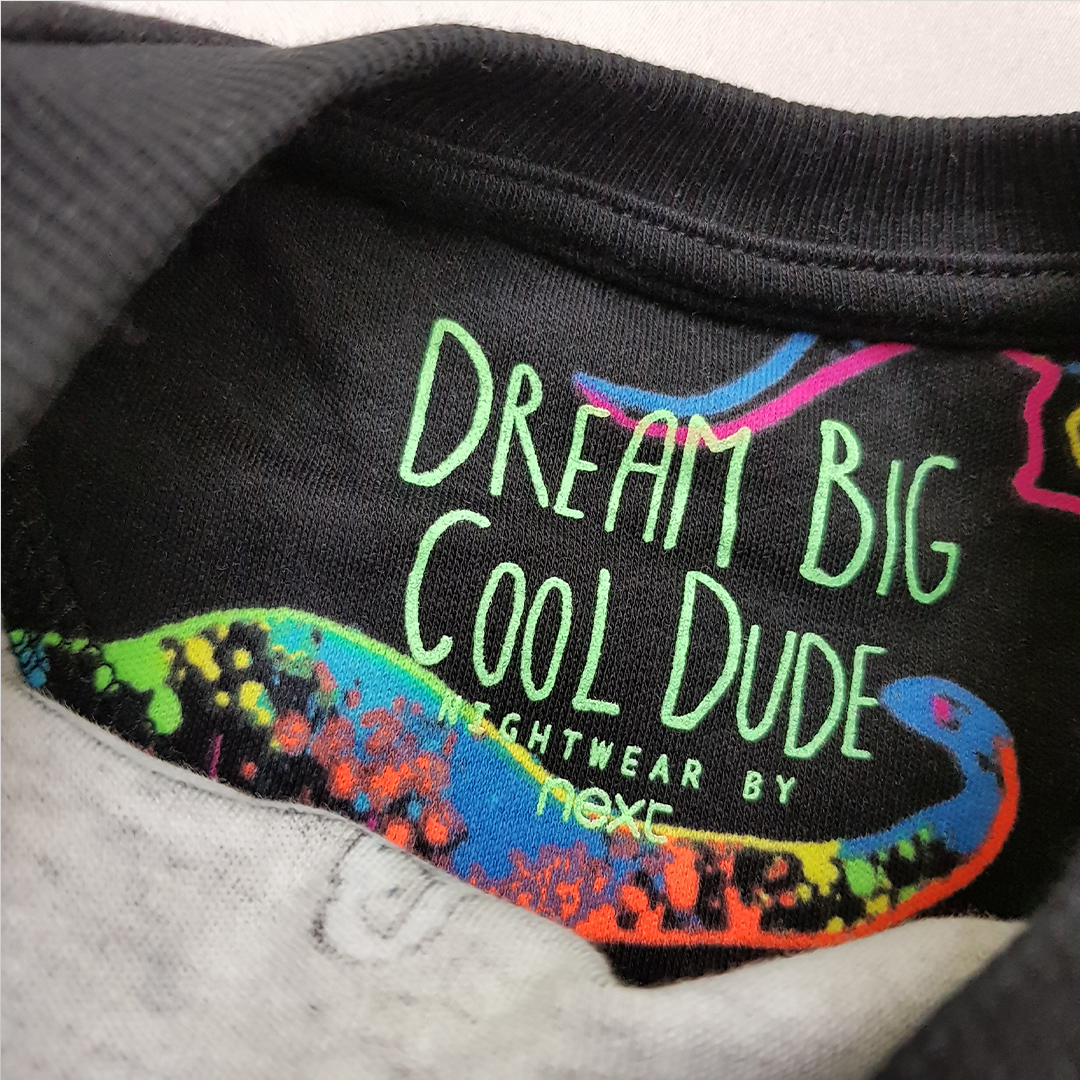 DREAM BIG
COOL DUDE
NIGHTWEAR BY
next